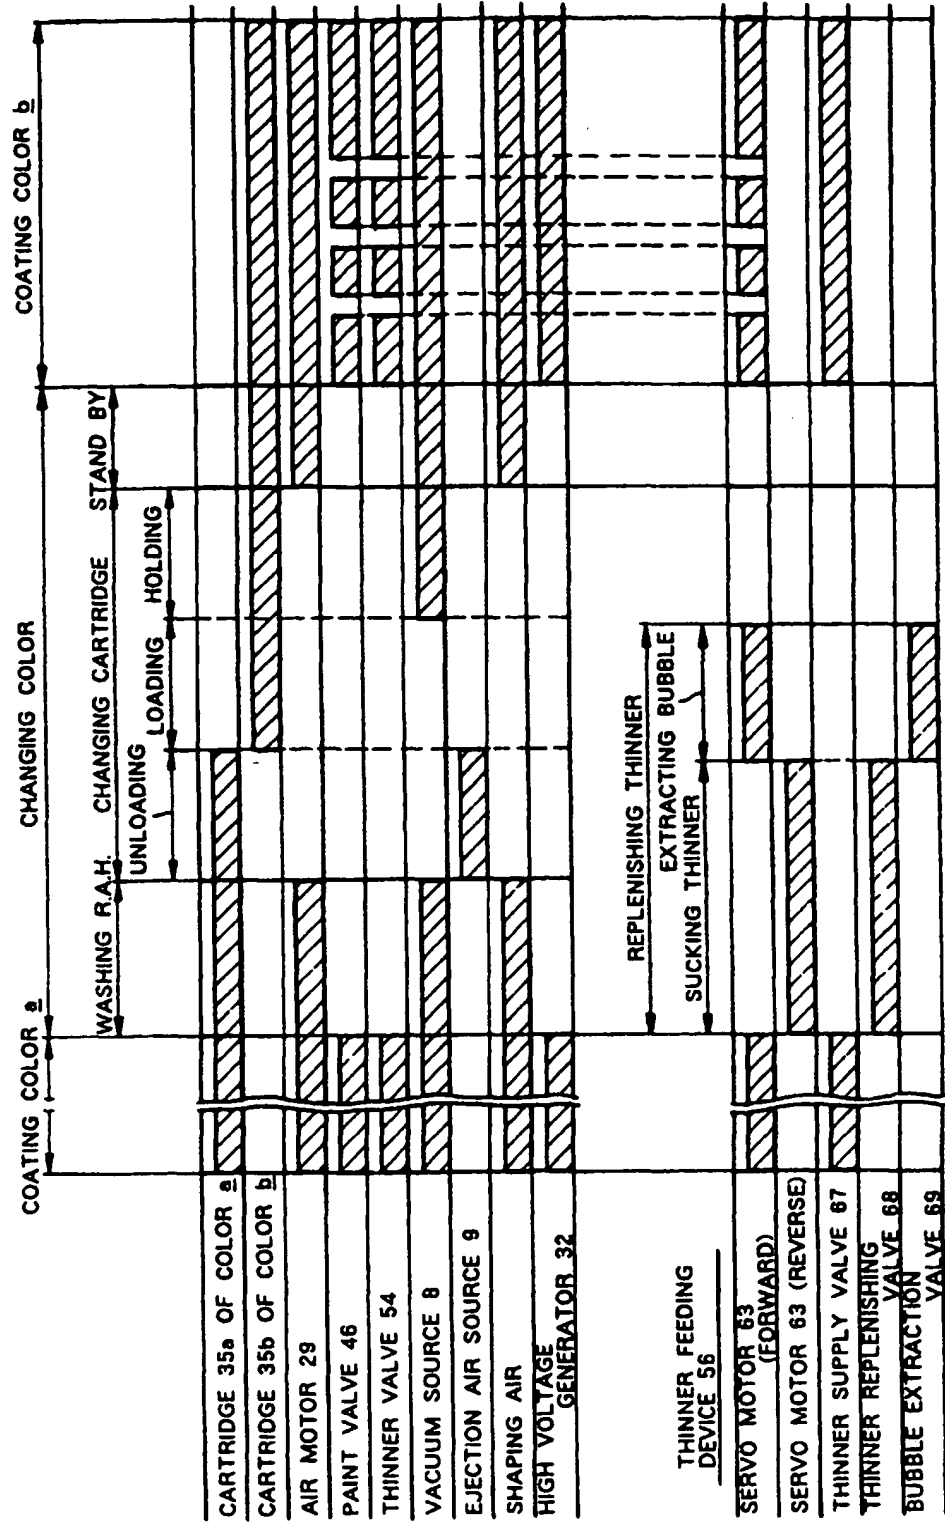 COATING COLOR a
CHANGING COLOR
COATING COLOR b
WASHING R.A.H.
CHANGING CARTRIDGE
STAND BY
UNLOADING
LOADING
HOLDING
CARTRIDGE 35a OF COLOR a
CARTRIDGE 35b OF COLOR b
AIR MOTOR 29
PAINT VALVE 46
THINNER VALVE 54
VACUUM SOURCE 8
EJECTION AIR SOURCE 9
SHAPING AIR
HIGH VOLTAGE
GENERATOR 32
REPLENISHING THINNER
EXTRACTING BUBBLE
SUCKING THINNER
THINNER FEEDING
DEVICE 56
SERVO MOTOR 63
(FORWARD)
SERVO MOTOR 63 (REVERSE)
THINNER SUPPLY VALVE 67
THINNER REPLENISHING
VALVE 68
BUBBLE EXTRACTION
VALVE 69